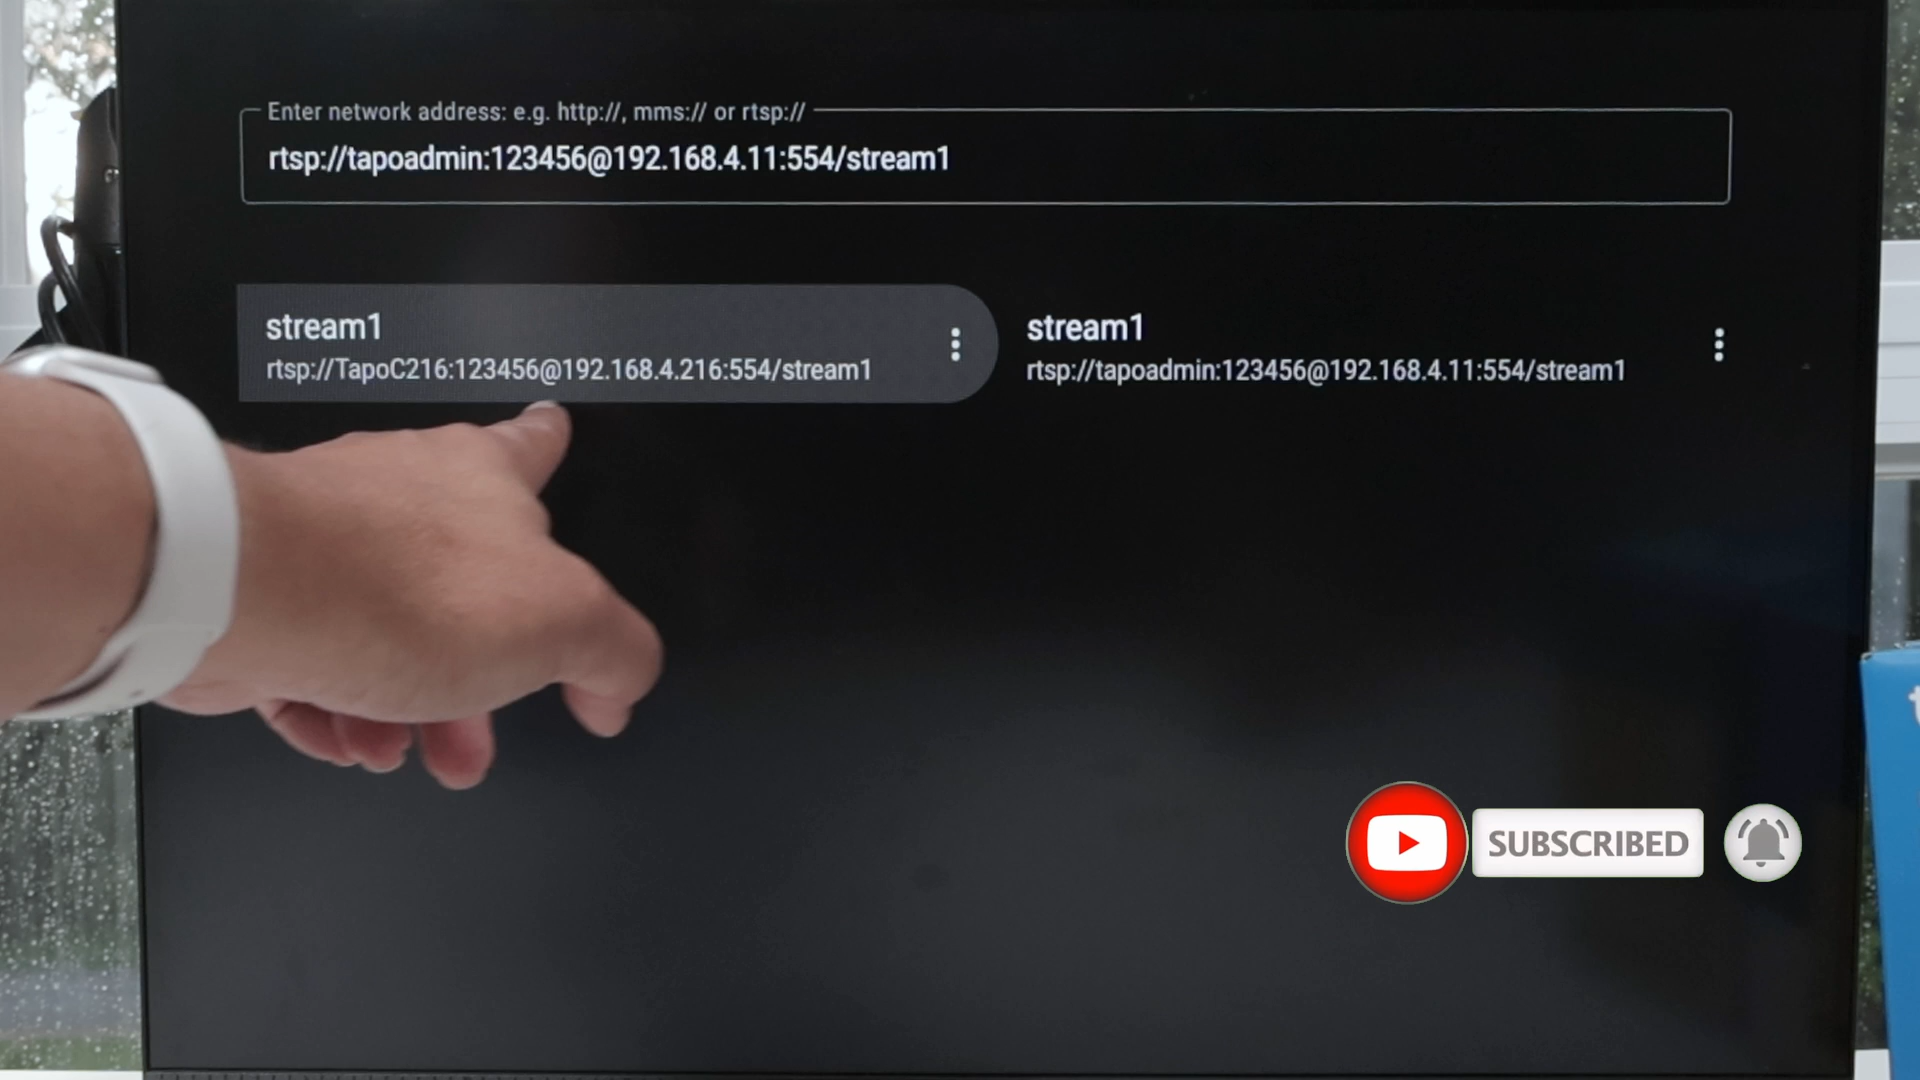 Enter network address: e.g. http://, mms:// or rtsp://
rtsp://tapoadmin:123456@192.168.4.11:554/stream1
stream1
rtsp://TapoC216:123456@192.168.4.216:554/stream1
stream1
rtsp://tapoadmin:123456@192.168.4.11:554/stream1
SUBSCRIBED